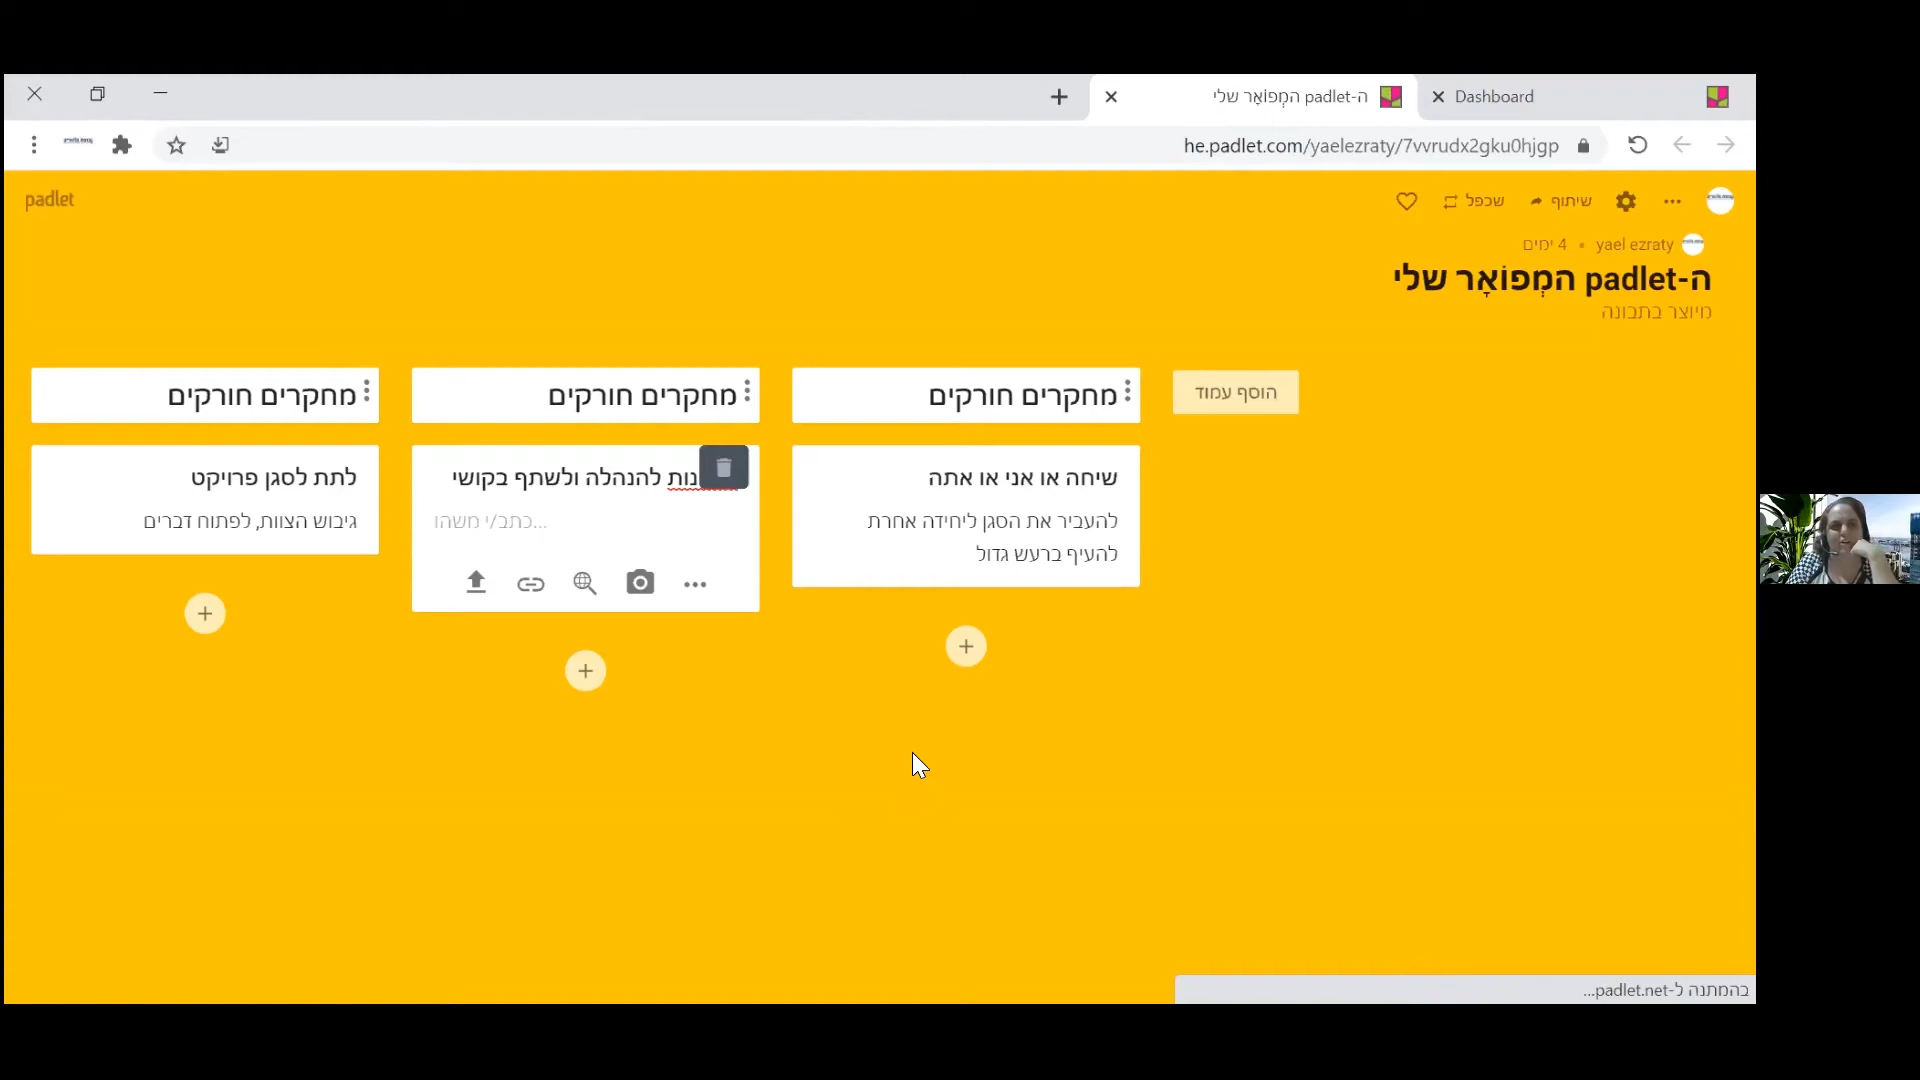 ה-padlet המְפוֹאָר שלי
Dashboard
he.padlet.com/yaelezraty/7vvrudx2gku0hjgp
padlet
שכפל
שיתוף
yael ezraty • 4 ימים
ה-padlet המְפוֹאָר שלי
מיוצר בתבונה
הוסף עמוד
מחקרים חורקים
שיחה או אני או אתה
להעביר את הסגן ליחידה אחרת
להעיף ברעש גדול
מחקרים חורקים
להנהלה ולשתף בקושי
כתב/י משהו...
מחקרים חורקים
לתת לסגן פרויקט
גיבוש הצוות, לפתוח דברים
בהמתנה ל-padlet.net...